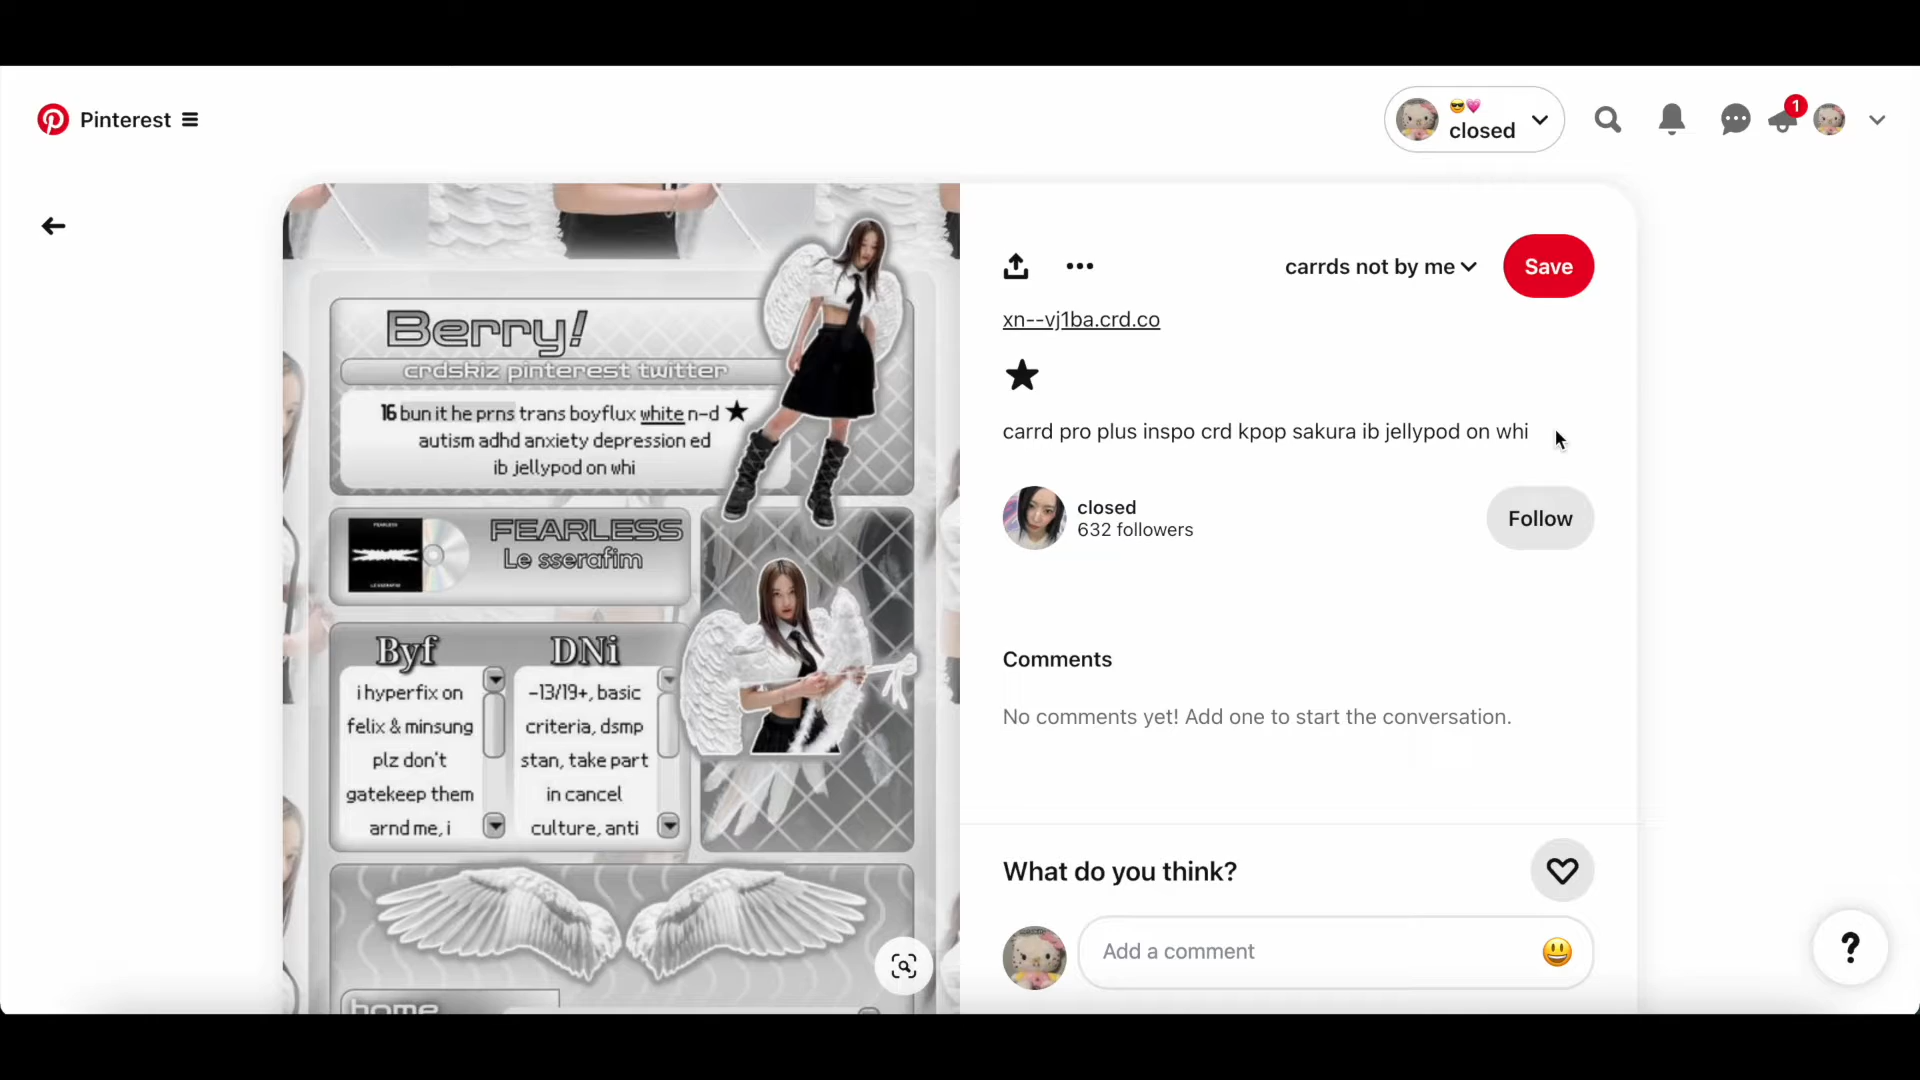 Pinterest
😎💗
closed
1
Berry!
crdskiz pinterest twitter
16 bun it he prns trans boyflux white n-d ★
autism adhd anxiety depression ed
ib jellypod on whi
FEARLESS
LE SSERAFIM
FEARLESS
Le sserafim
Byf
i hyperfix on
felix & minsung
plz don't
gatekeep them
arnd me, i
DNi
-13/19+, basic
criteria, dsmp
stan, take part
in cancel
culture, anti
home
carrds not by me
Save
xn--vj1ba.crd.co
★
carrd pro plus inspo crd kpop sakura ib jellypod on whi
closed
632 followers
Follow
Comments
No comments yet! Add one to start the conversation.
What do you think?
Add a comment
?